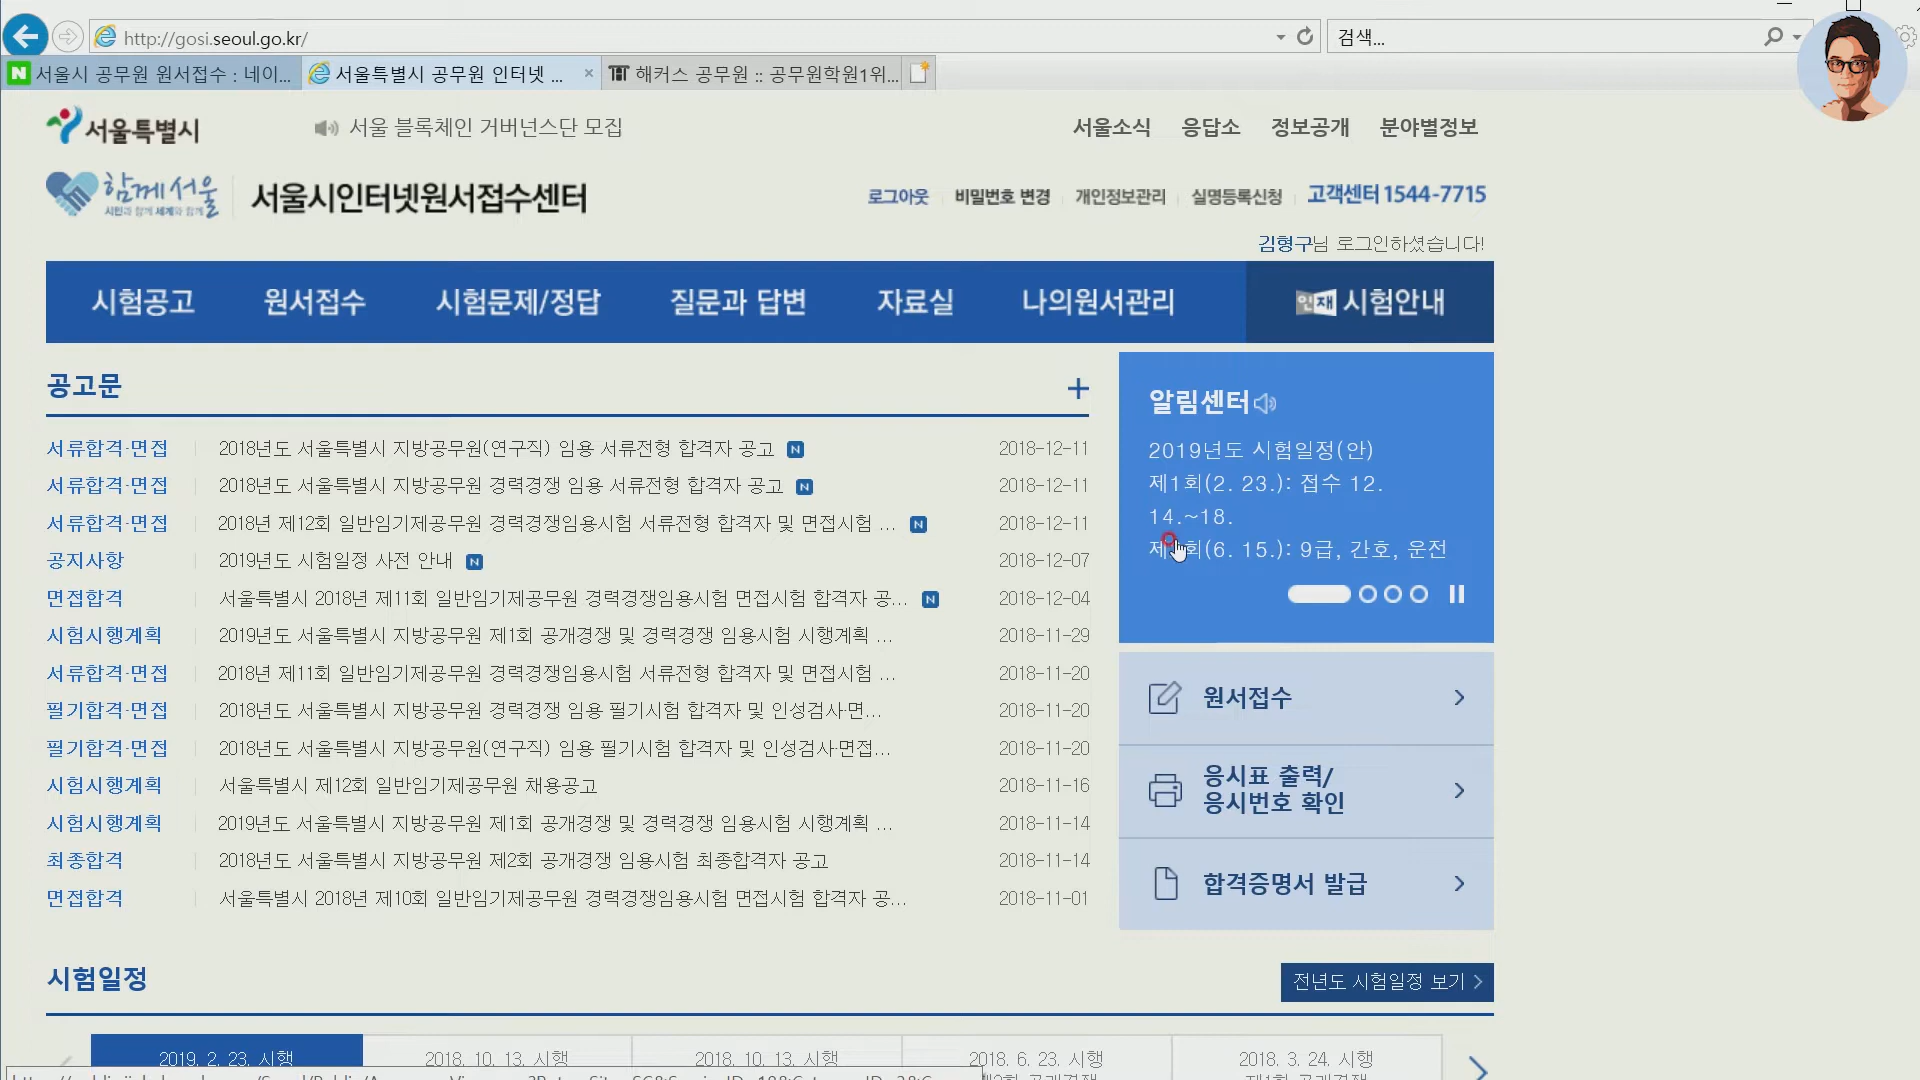 http://gosi.seoul.go.kr/
검색...
서울시 공무원 원서접수 : 네이...
서울특별시 공무원 인터넷 ...
해커스 공무원 :: 공무원학원1위...
서울특별시
서울 블록체인 거버넌스단 모집
서울소식 응답소 정보공개 분야별정보
함께서울
시민과 함께 세계와 함께
서울시인터넷원서접수센터
로그아웃 비밀번호 변경 개인정보관리 실명등록신청 고객센터 1544-7715
김형구님 로그인하셨습니다!
시험공고 원서접수 시험문제/정답 질문과 답변 자료실 나의원서관리 인재 시험안내
공고문
서류합격·면접 2018년도 서울특별시 지방공무원(연구직) 임용 서류전형 합격자 공고 N 2018-12-11
서류합격·면접 2018년도 서울특별시 지방공무원 경력경쟁 임용 서류전형 합격자 공고 N 2018-12-11
서류합격·면접 2018년 제12회 일반임기제공무원 경력경쟁임용시험 서류전형 합격자 및 면접시험 ... N 2018-12-11
공지사항 2019년도 시험일정 사전 안내 N 2018-12-07
면접합격 서울특별시 2018년 제11회 일반임기제공무원 경력경쟁임용시험 면접시험 합격자 공... N 2018-12-04
시험시행계획 2019년도 서울특별시 지방공무원 제1회 공개경쟁 및 경력경쟁 임용시험 시행계획 ... 2018-11-29
서류합격·면접 2018년 제11회 일반임기제공무원 경력경쟁임용시험 서류전형 합격자 및 면접시험 ... 2018-11-20
필기합격·면접 2018년도 서울특별시 지방공무원 경력경쟁 임용 필기시험 합격자 및 인성검사·면... 2018-11-20
필기합격·면접 2018년도 서울특별시 지방공무원(연구직) 임용 필기시험 합격자 및 인성검사·면접... 2018-11-20
시험시행계획 서울특별시 제12회 일반임기제공무원 채용공고 2018-11-16
시험시행계획 2019년도 서울특별시 지방공무원 제1회 공개경쟁 및 경력경쟁 임용시험 시행계획 ... 2018-11-14
최종합격 2018년도 서울특별시 지방공무원 제2회 공개경쟁 임용시험 최종합격자 공고 2018-11-14
면접합격 서울특별시 2018년 제10회 일반임기제공무원 경력경쟁임용시험 면접시험 합격자 공... 2018-11-01
알림센터
2019년도 시험일정(안)
제1회(2. 23.): 접수 12.
14.~18.
(6. 15.): 9급, 간호, 운전
원서접수
응시표 출력/
응시번호 확인
합격증명서 발급
시험일정
전년도 시험일정 보기
2019. 2. 23. 시행 2018. 10. 13. 시행 2018. 10. 13. 시행 2018. 6. 23. 시행 2018. 3. 24. 시행